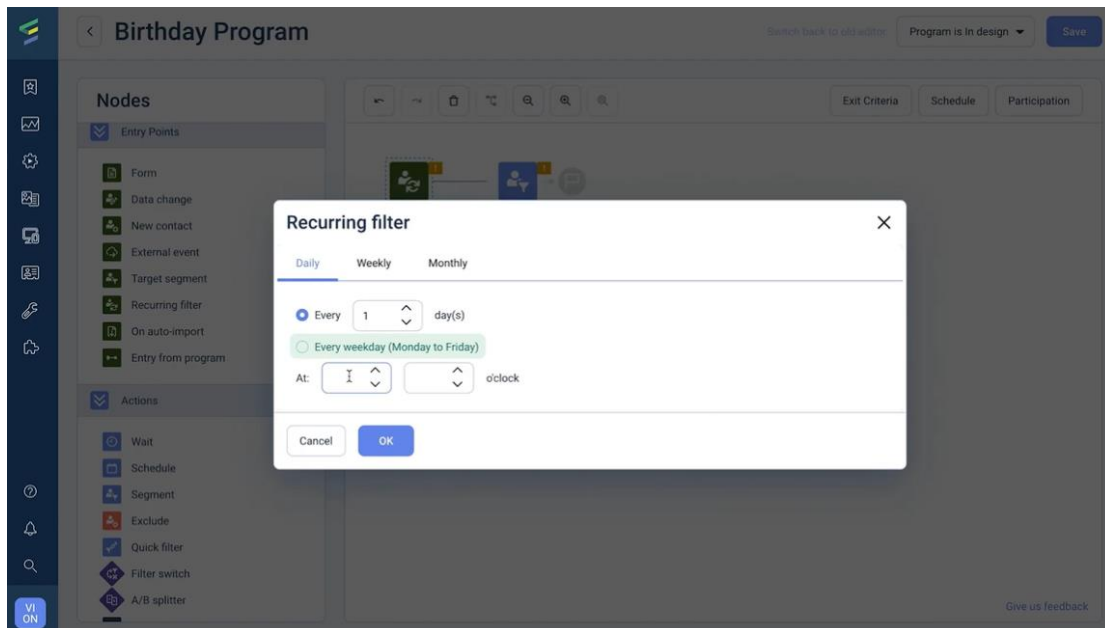 Birthday Program
Switch back to old editor
Program is In design
Save
Nodes
Exit Criteria
Schedule
Participation
Entry Points
Form
Data change
New contact
External event
Target segment
Recurring filter
On auto-import
Entry from program
Actions
Wait
Schedule
Segment
Exclude
Quick filter
Filter switch
A/B splitter
Recurring filter
Daily Weekly Monthly
Every 1 day(s)
Every weekday (Monday to Friday)
At: o'clock
Cancel OK
Give us feedback
VI
ON